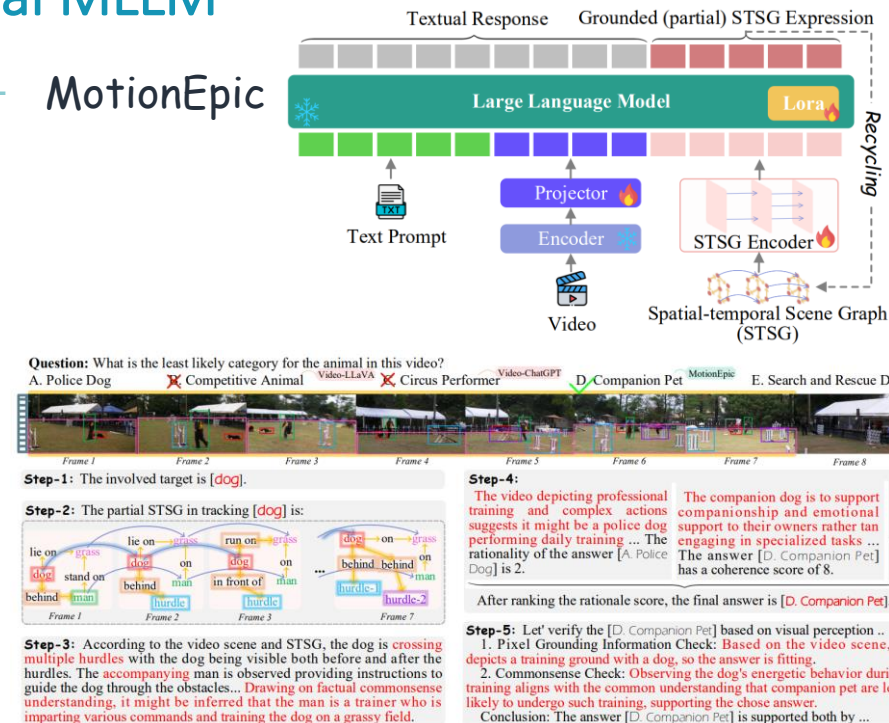 al MLLM
MotionEpic
Textual Response
Grounded (partial) STSG Expression
Large Language Model
Lora
Recycling
TXT
Text Prompt
Projector
Encoder
Video
STSG Encoder
Spatial-temporal Scene Graph
(STSG)
Question: What is the least likely category for the animal in this video?
A. Police Dog B. Competitive Animal Video-LLaVA C. Circus Performer Video-ChatGPT D. Companion Pet MotionEpic E. Search and Rescue D
Frame 1 Frame 2 Frame 3 Frame 4 Frame 5 Frame 6 Frame 7 Frame 8
Step-1: The involved target is [dog].
Step-2: The partial STSG in tracking [dog] is:
lie on grass
dog
stand on
behind man
Frame 1
lie on grass
dog on
behind man
hurdle
Frame 2
run on grass
dog on
in front of man
hurdle
Frame 3
...
dog on grass
behind behind on
hurdle- man
hurdle-2
Frame 7
Step-3: According to the video scene and STSG, the dog is crossing
multiple hurdles with the dog being visible both before and after the
hurdles. The accompanying man is observed providing instructions to
guide the dog through the obstacles... Drawing on factual commonsense
understanding, it might be inferred that the man is a trainer who is
imparting various commands and training the dog on a grassy field.
Step-4:
The video depicting professional
training and complex actions
suggests it might be a police dog
performing daily training ... The
rationality of the answer [A. Police
Dog] is 2.
The companion dog is to support
companionship and emotional
support to their owners rather tan
engaging in specialized tasks ...
The answer [D. Companion Pet]
has a coherence score of 8.
After ranking the rationale score, the final answer is [D. Companion Pet]
Step-5: Let' verify the [D. Companion Pet] based on visual perception ..
1. Pixel Grounding Information Check: Based on the video scene,
depicts a training ground with a dog, so the answer is fitting.
2. Commonsense Check: Observing the dog's energetic behavior duri
training aligns with the common understanding that companion pet are le
likely to undergo such training, supporting the chose answer.
Conclusion: The answer [D. Companion Pet] is supported both by ...